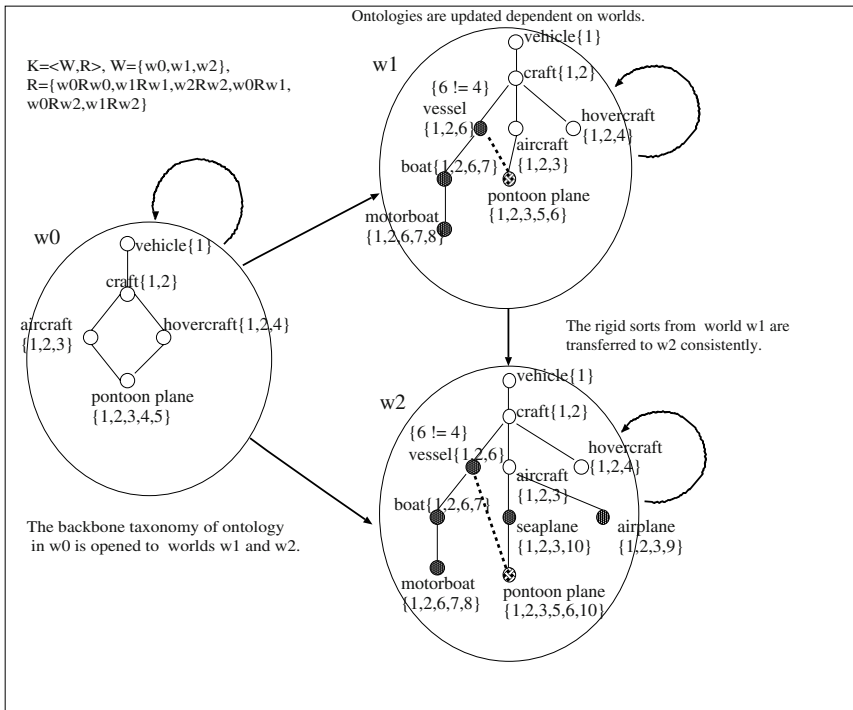 Ontologies are updated dependent on worlds.
K=<W,R>, W={w0,w1,w2},
R={w0Rw0,w1Rw1,w2Rw2,w0Rw1,
w0Rw2,w1Rw2}
w1
vehicle{1}
craft{1,2}
{6 != 4}
vessel
{1,2,6}
hovercraft
{1,2,4}
aircraft
{1,2,3}
boat{1,2,6,7}
pontoon plane
{1,2,3,5,6}
motorboat
{1,2,6,7,8}
w0
vehicle{1}
craft{1,2}
aircraft
{1,2,3}
hovercraft{1,2,4}
pontoon plane
{1,2,3,4,5}
The rigid sorts from world w1 are
transferred to w2 consistently.
w2
vehicle{1}
craft{1,2}
{6 != 4}
vessel{1,2,6}
hovercraft
{1,2,4}
aircraft
{1,2,3}
boat{1,2,6,7}
seaplane
{1,2,3,10}
airplane
{1,2,3,9}
motorboat
{1,2,6,7,8}
pontoon plane
{1,2,3,5,6,10}
The backbone taxonomy of ontology
in w0 is opened to worlds w1 and w2.